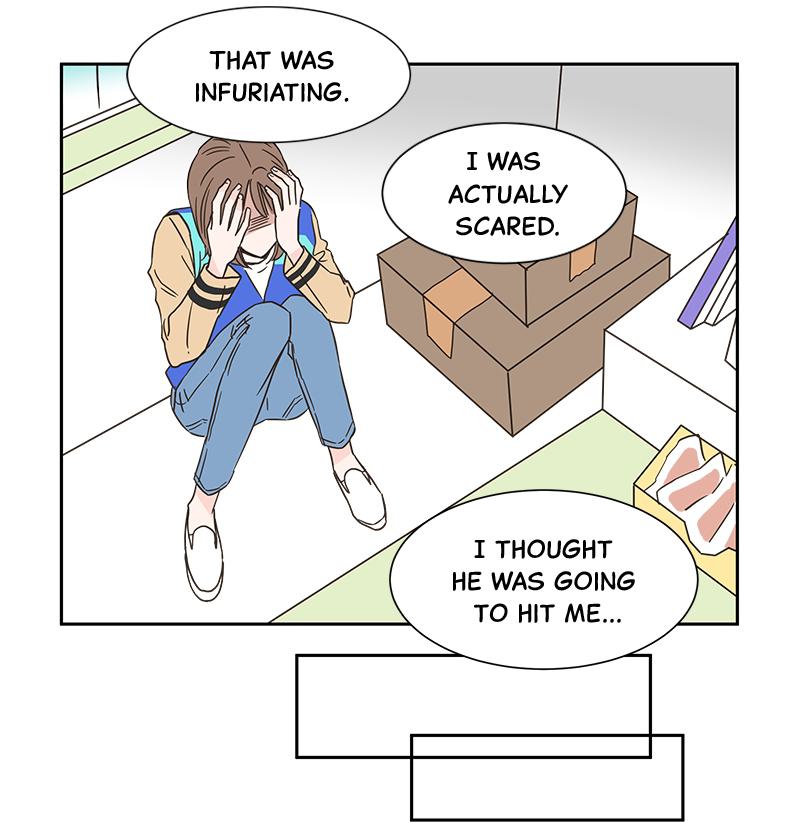 THAT WAS
INFURIATING.
I WAS
ACTUALLY
SCARED.
I THOUGHT
HE WAS GOING
TO HIT ME...